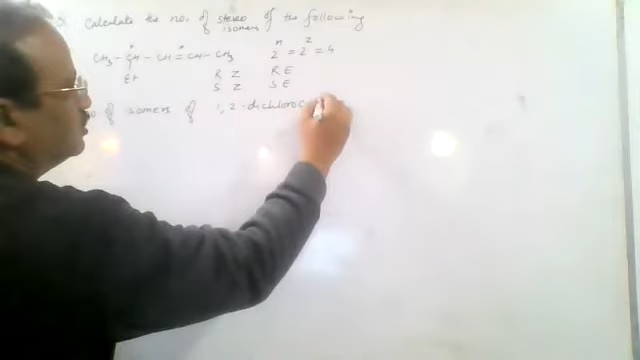 Calculate the no. of stereo isomers of the following
CH3 - CH - CH = CH - CH3 2^n = 2^2 = 4
Et R Z R E
S Z S E
of isomers of 1,2-dichloroc